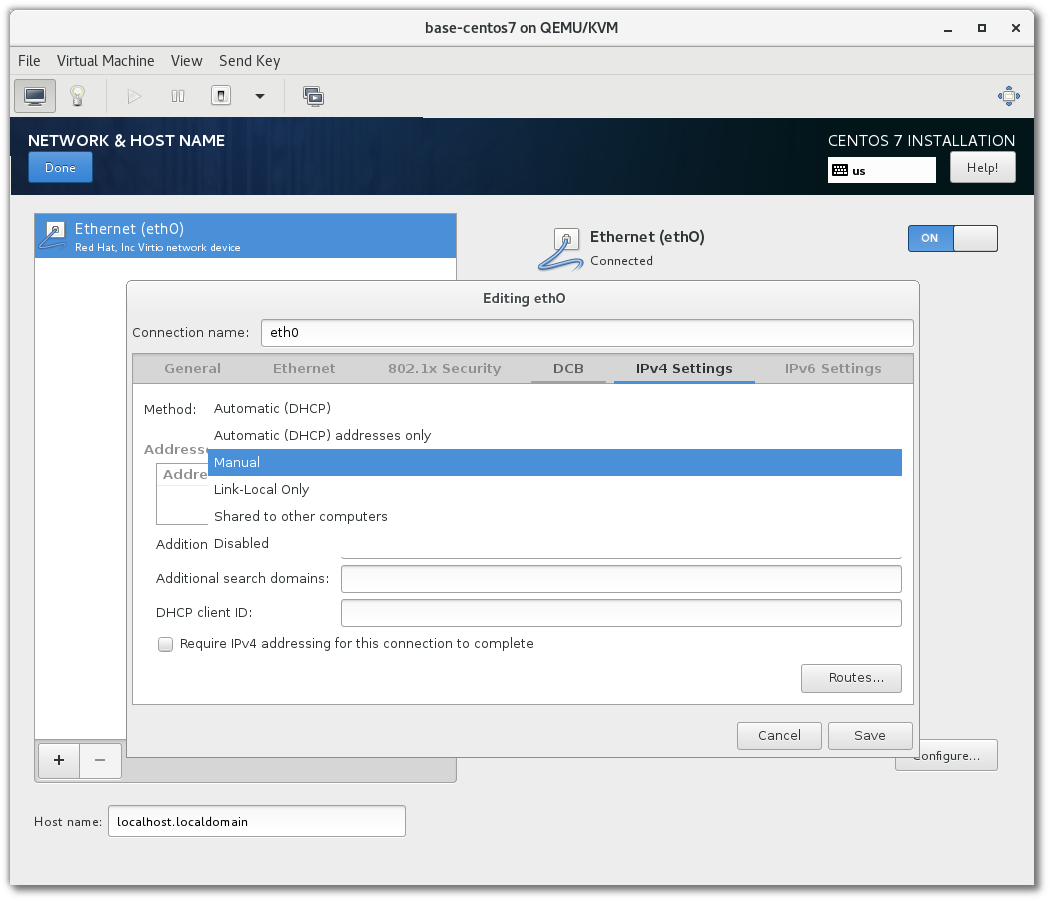 base-centos7 on QEMU/KVM
File Virtual Machine View Send Key
NETWORK & HOST NAME
CENTOS 7 INSTALLATION
Done
us
Help!
Ethernet (eth0)
Red Hat, Inc Virtio network device
Ethernet (eth0)
Connected
ON
Editing eth0
Connection name: eth0
General Ethernet 802.1x Security DCB IPv4 Settings IPv6 Settings
Method: Automatic (DHCP)
Automatic (DHCP) addresses only
Address
Manual
Addre
Link-Local Only
Shared to other computers
Addition Disabled
Additional search domains:
DHCP client ID:
Require IPv4 addressing for this connection to complete
Routes...
Cancel Save
Configure...
Host name: localhost.localdomain